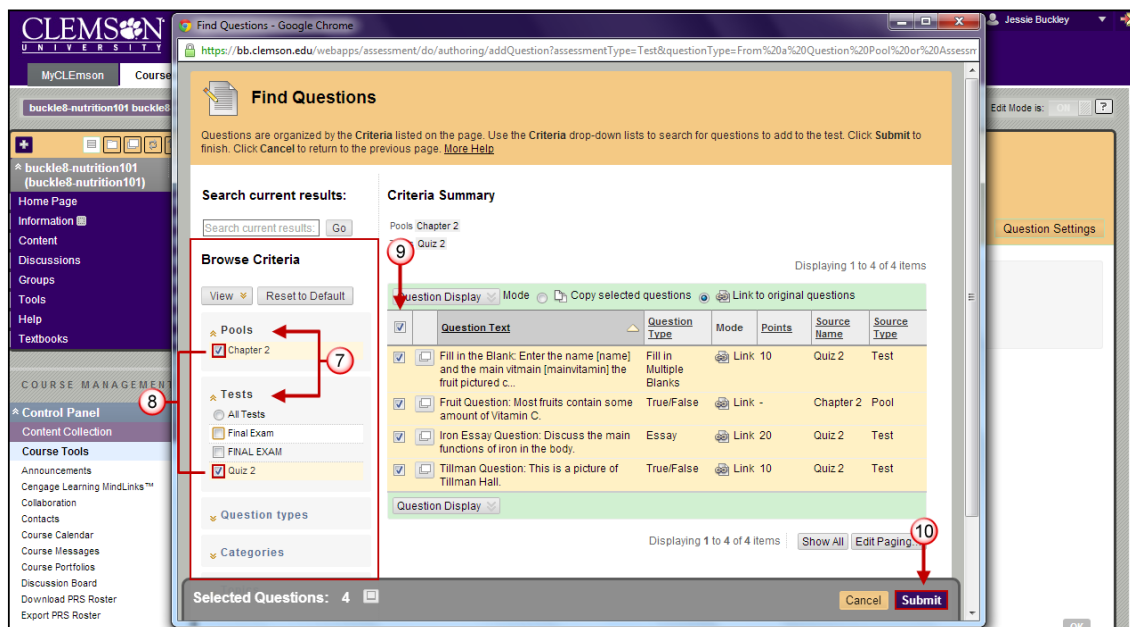 CLEMSON
UNIVERSITY
MyCLEmson
Course
buckle8-nutrition101 buckle8
buckle8-nutrition101
(buckle8-nutrition101)
Home Page
Information
Content
Discussions
Groups
Tools
Help
Textbooks
COURSE MANAGEMENT
Control Panel
Content Collection
Course Tools
Announcements
Cengage Learning MindLinks™
Collaboration
Contacts
Course Calendar
Course Messages
Course Portfolios
Discussion Board
Download PRS Roster
Export PRS Roster
Find Questions - Google Chrome
https://bb.clemson.edu/webapps/assessment/do/authoring/addQuestion?assessmentType=Test&questionType=From%20a%20Question%20Pool%20or%20Assessm
Find Questions
Questions are organized by the Criteria listed on the page. Use the Criteria drop-down lists to search for questions to add to the test. Click Submit to
finish. Click Cancel to return to the previous page. More Help
Search current results:
Search current results: Go
Browse Criteria
View Reset to Default
Pools
Chapter 2
7
Tests
8
All Tests
Final Exam
FINAL EXAM
Quiz 2
Question types
Categories
Criteria Summary
Pools Chapter 2
Quiz 2
9
Displaying 1 to 4 of 4 items
Question Display Mode Copy selected questions Link to original questions
Question Text Question Type Mode Points Source Name Source Type
Fill in the Blank: Enter the name [name] Fill in Link 10 Quiz 2 Test
and the main vitmain [mainvitamin] the Multiple
fruit pictured c... Blanks
Fruit Question: Most fruits contain some True/False Link - Chapter 2 Pool
amount of Vitamin C.
Iron Essay Question: Discuss the main Essay Link 20 Quiz 2 Test
functions of iron in the body.
Tillman Question: This is a picture of True/False Link 10 Quiz 2 Test
Tillman Hall.
Question Display
Displaying 1 to 4 of 4 items Show All Edit Paging...
10
Selected Questions: 4
Cancel Submit
Jessie Buckley
Edit Mode is: ON ?
Question Settings
OK